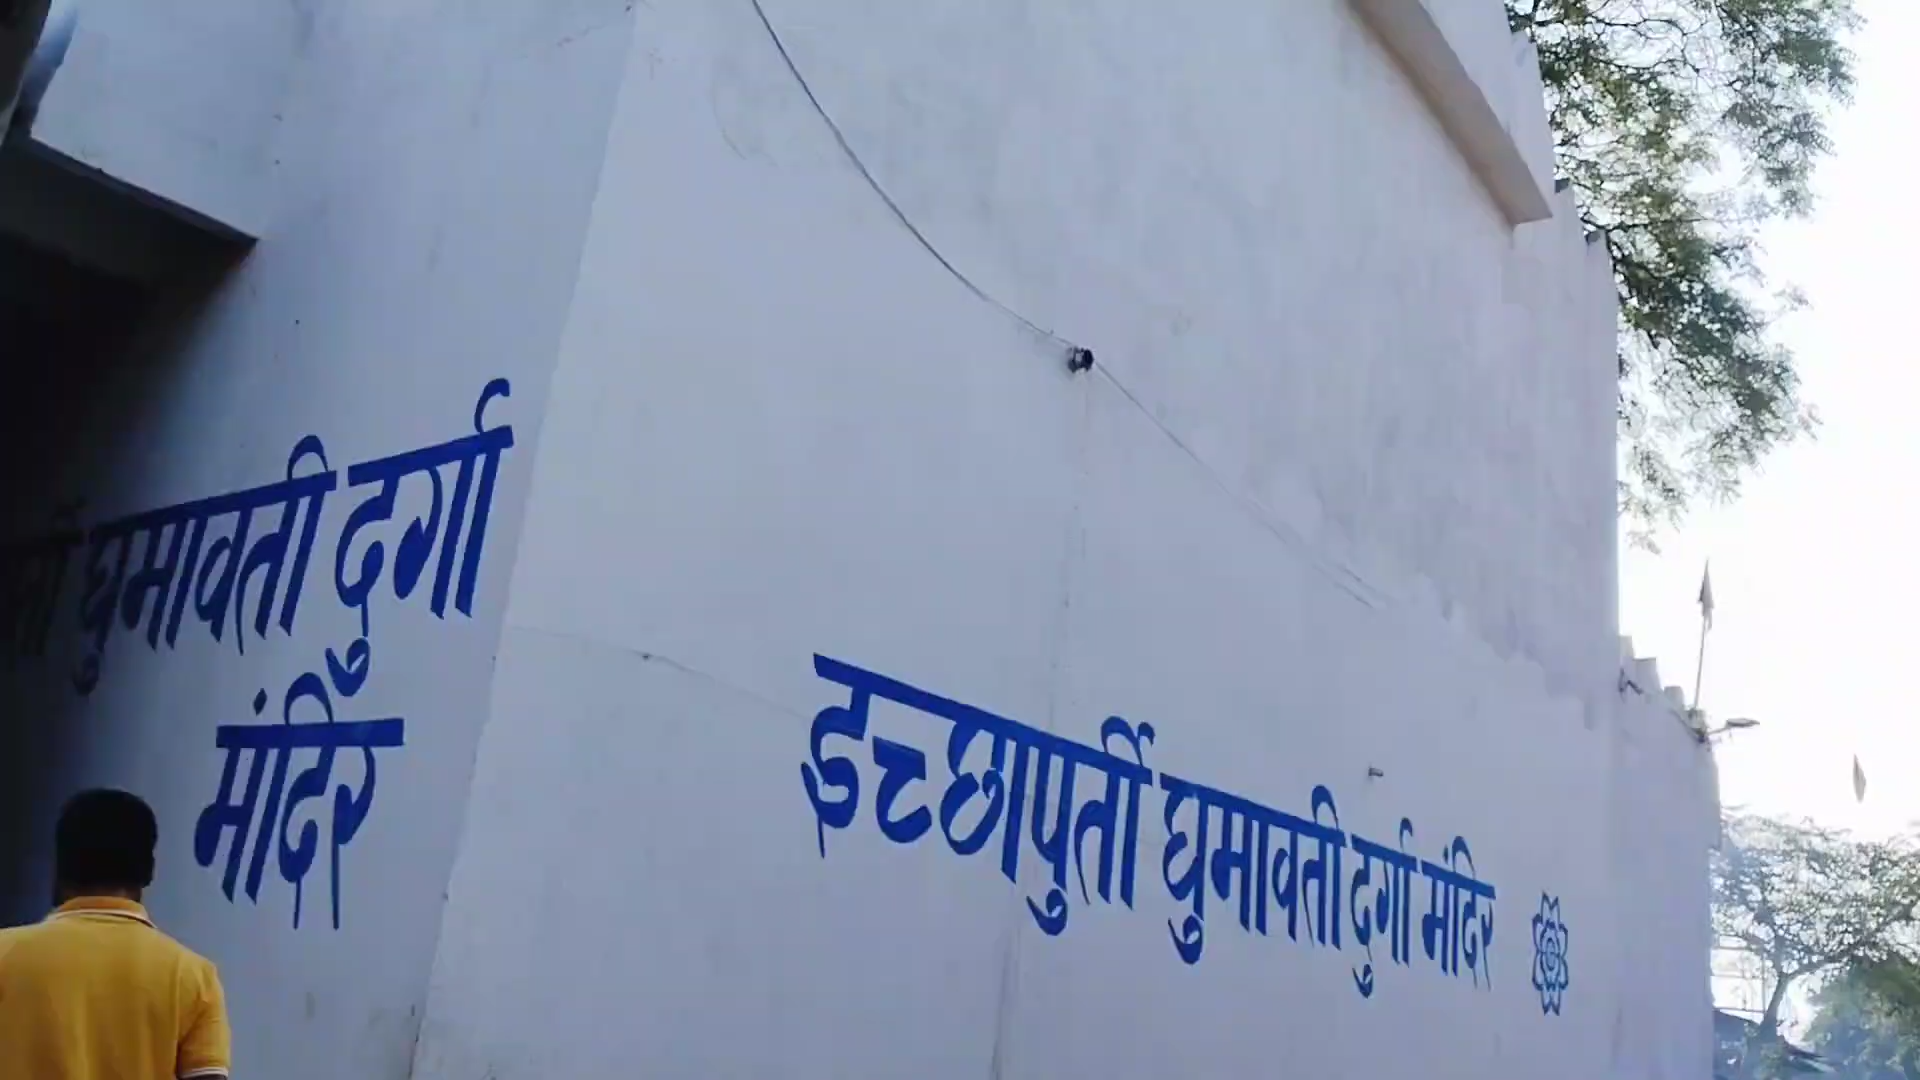 घुमावती दुर्गा
मंदिर
इच्छापुर्ती घुमावती दुर्गा मंदिर